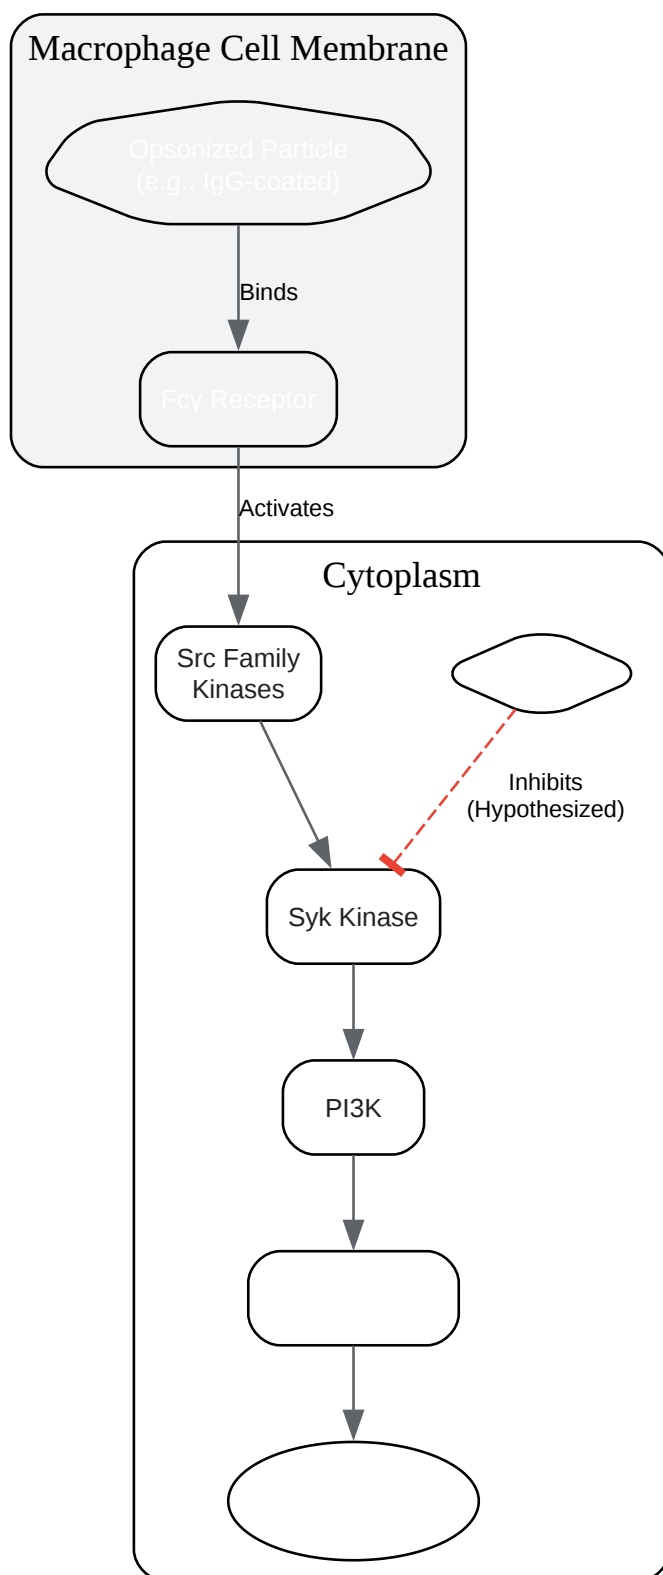 Macrophage Cell Membrane
Opsonized Particle
(e.g., IgG-coated)
Binds
Fcy Receptor
Activates
Cytoplasm
Src Family
Kinases
Inhibits
(Hypothesized)
Syk Kinase
PI3K